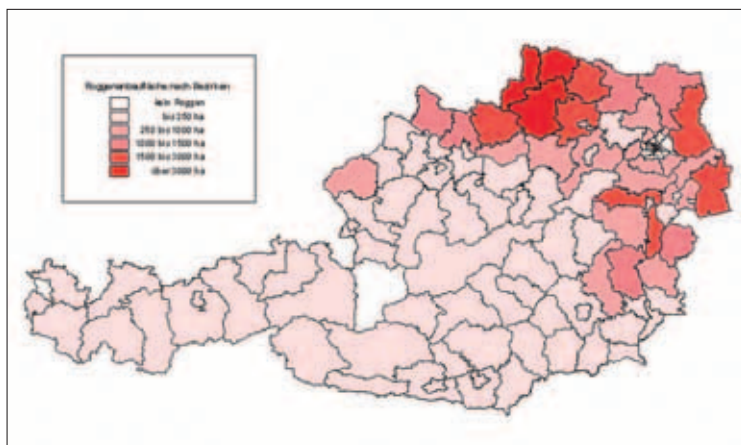 Roggenanbaufläche nach Bezirken
kein Roggen
bis 250 ha
250 bis 1000 ha
1000 bis 1500 ha
1500 bis 3000 ha
über 3000 ha